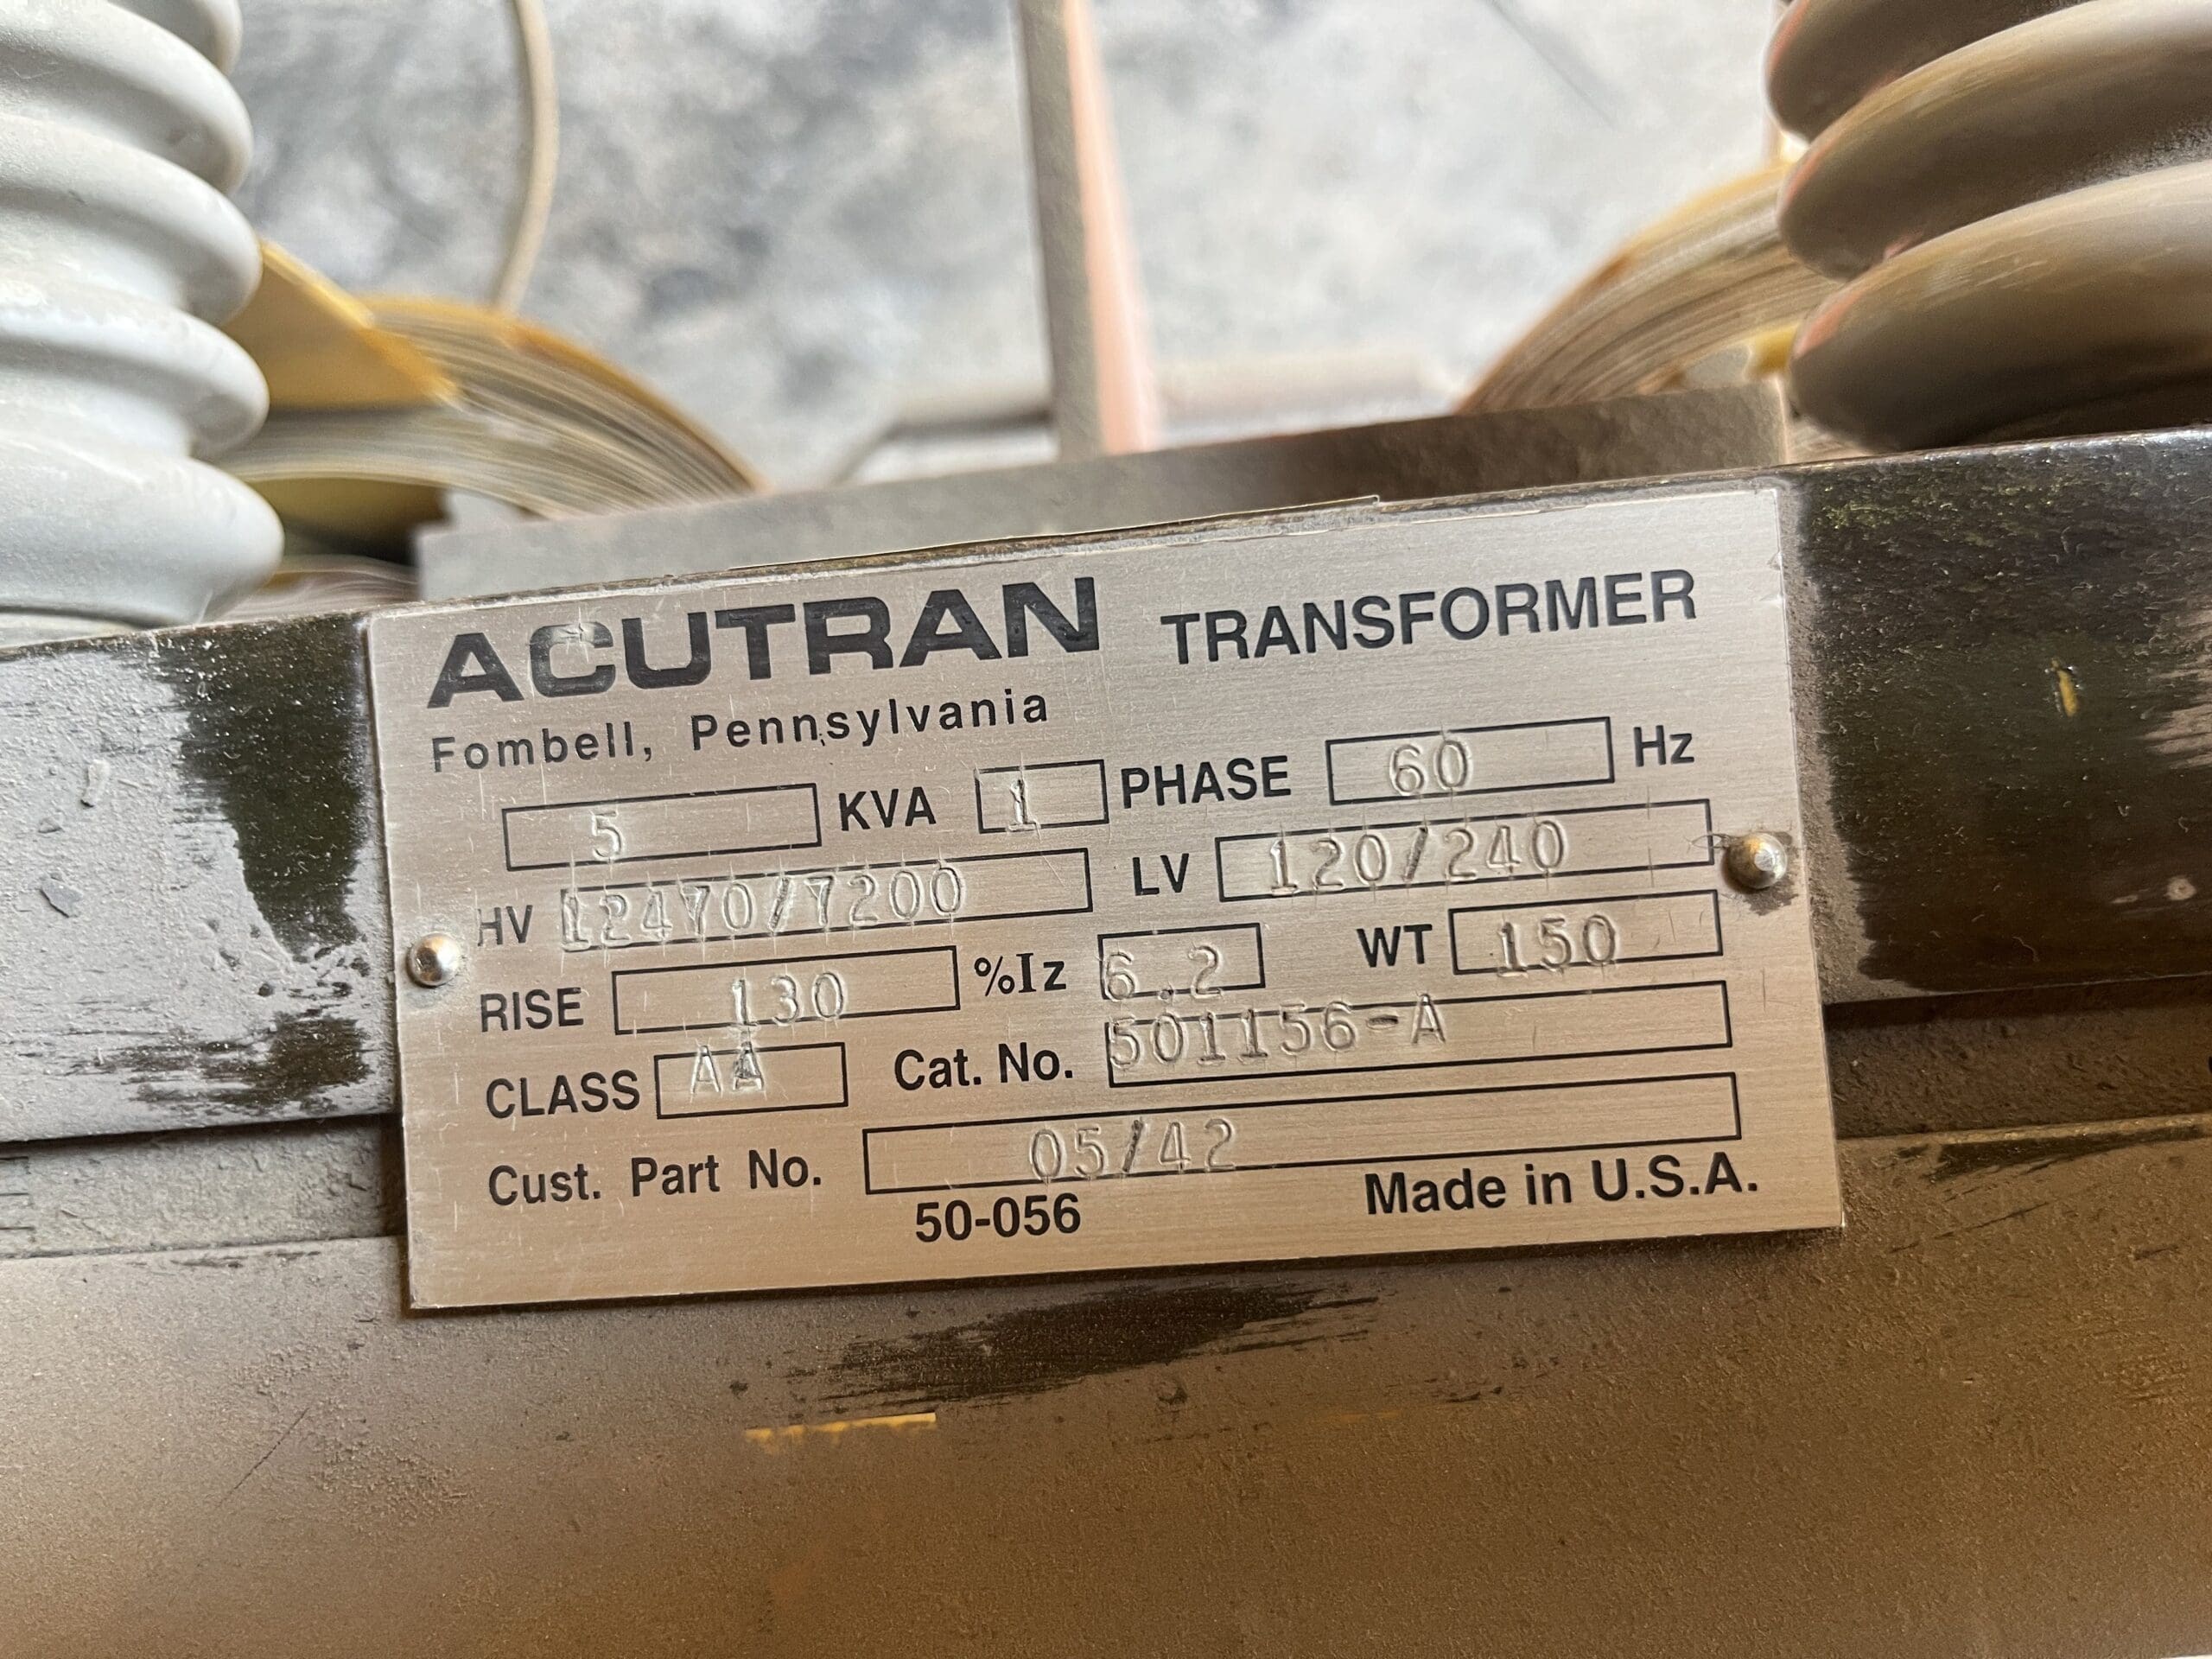 ACUTRAN TRANSFORMER
Fombell, Pennsylvania
5 KVA 1 PHASE 60 Hz
HV 12470/7200 LV 120/240
RISE 130 %Iz 6.2 WT 150
CLASS AA Cat. No. 501156-A
Cust. Part No. 05/42
50-056 Made in U.S.A.